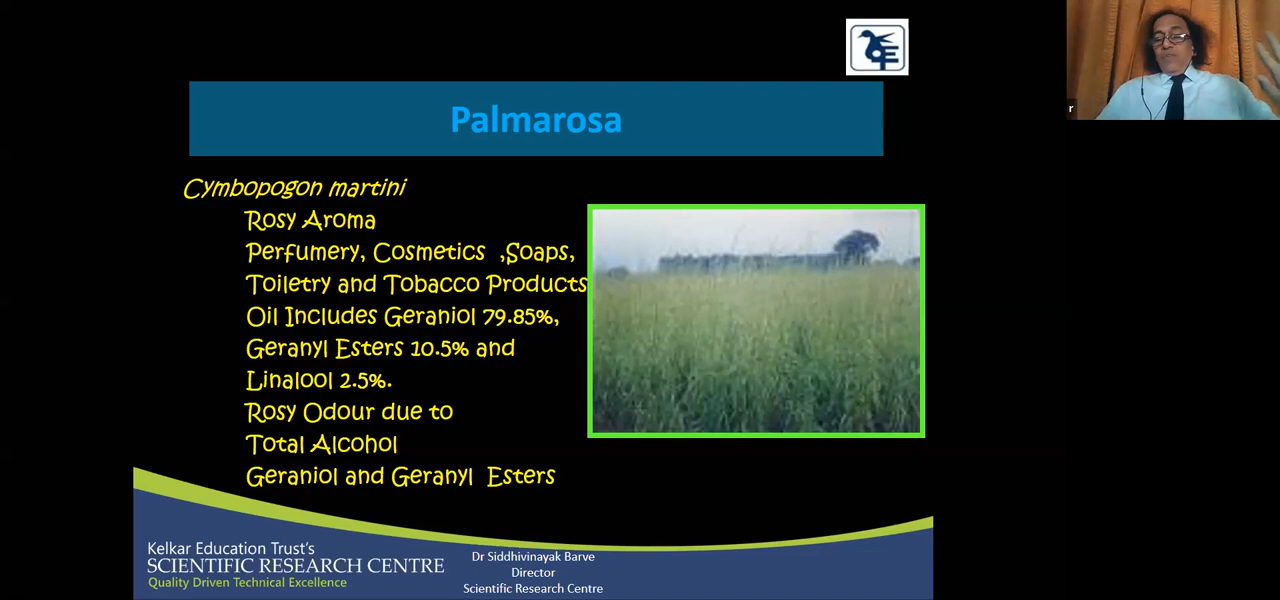 Palmarosa
Cymbopogon martini
Rosy Aroma
Perfumery, Cosmetics ,Soaps,
Toiletry and Tobacco Products
Oil Includes Geraniol 79.85%,
Geranyl Esters 10.5% and
Linalool 2.5%.
Rosy Odour due to
Total Alcohol
Geraniol and Geranyl Esters
Kelkar Education Trust's
SCIENTIFIC RESEARCH CENTRE
Quality Driven Technical Excellence
Dr Siddhivinayak Barve
Director
Scientific Research Centre
r